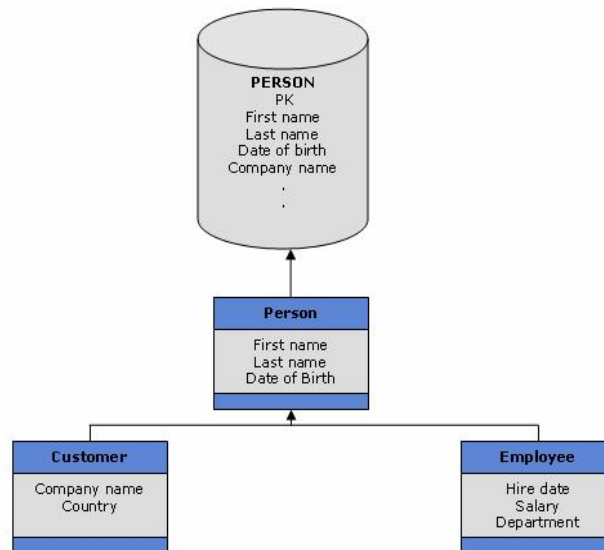 PERSON
PK
First name
Last name
Date of birth
Company name
.
.
Person
First name
Last name
Date of Birth
Customer
Company name
Country
Employee
Hire date
Salary
Department